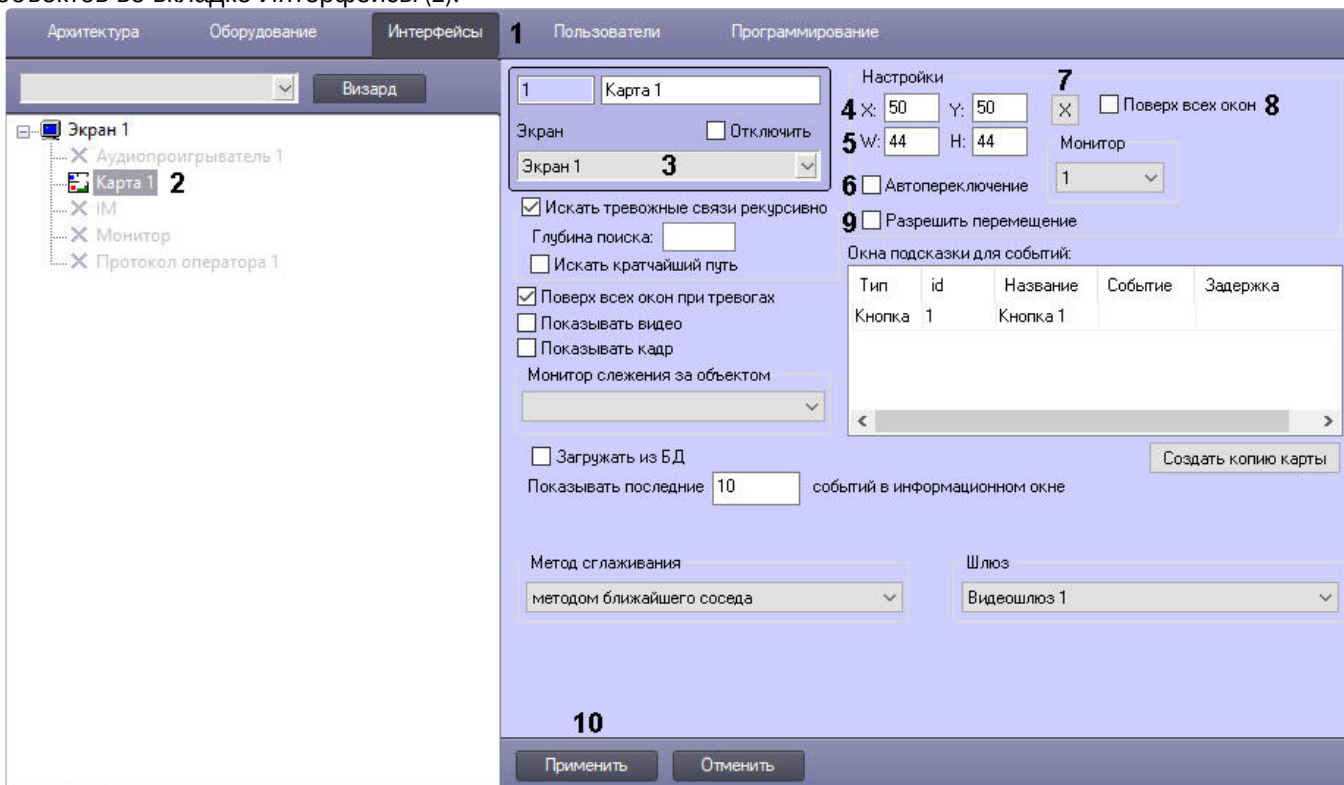 объектов во вкладке Интерфейсы (2).
Архитектура Оборудование Интерфейсы 1 Пользователи Программирование
Визард
Экран 1
Аудиопроигрыватель 1
Карта 1 2
IM
Монитор
Протокол оператора 1
1 Карта 1
Экран Отключить
Экран 1 3
Искать тревожные связи рекурсивно
Глубина поиска:
Искать кратчайший путь
Поверх всех окон при тревогах
Показывать видео
Показывать кадр
Монитор слежения за объектом
Настройки 7
4 X: 50 Y: 50 X Поверх всех окон 8
5 W: 44 H: 44 Монитор
6 Автопереключение 1
9 Разрешить перемещение
Окна подсказки для событий:
Тип id Название Событие Задержка
Кнопка 1 Кнопка 1
Загружать из БД Создать копию карты
Показывать последние 10 событий в информационном окне
Метод сглаживания Шлюз
методом ближайшего соседа Видеошлюз 1
10
Применить Отменить